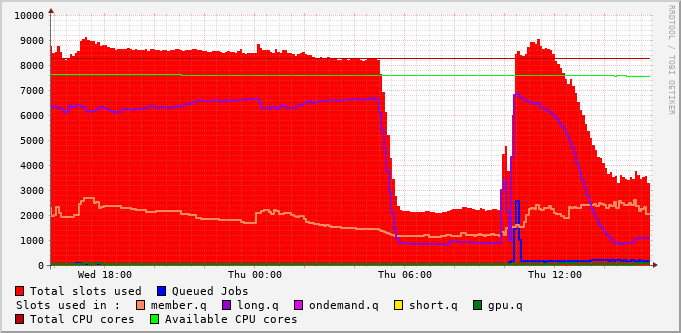 10000
9000
8000
7000
6000
5000
4000
3000
2000
1000
0
Wed 18:00 Thu 00:00 Thu 06:00 Thu 12:00
RRDTOOL / TOBI OETIKER
Total slots used Queued Jobs
Slots used in : member.q long.q ondemand.q short.q gpu.q
Total CPU cores Available CPU cores